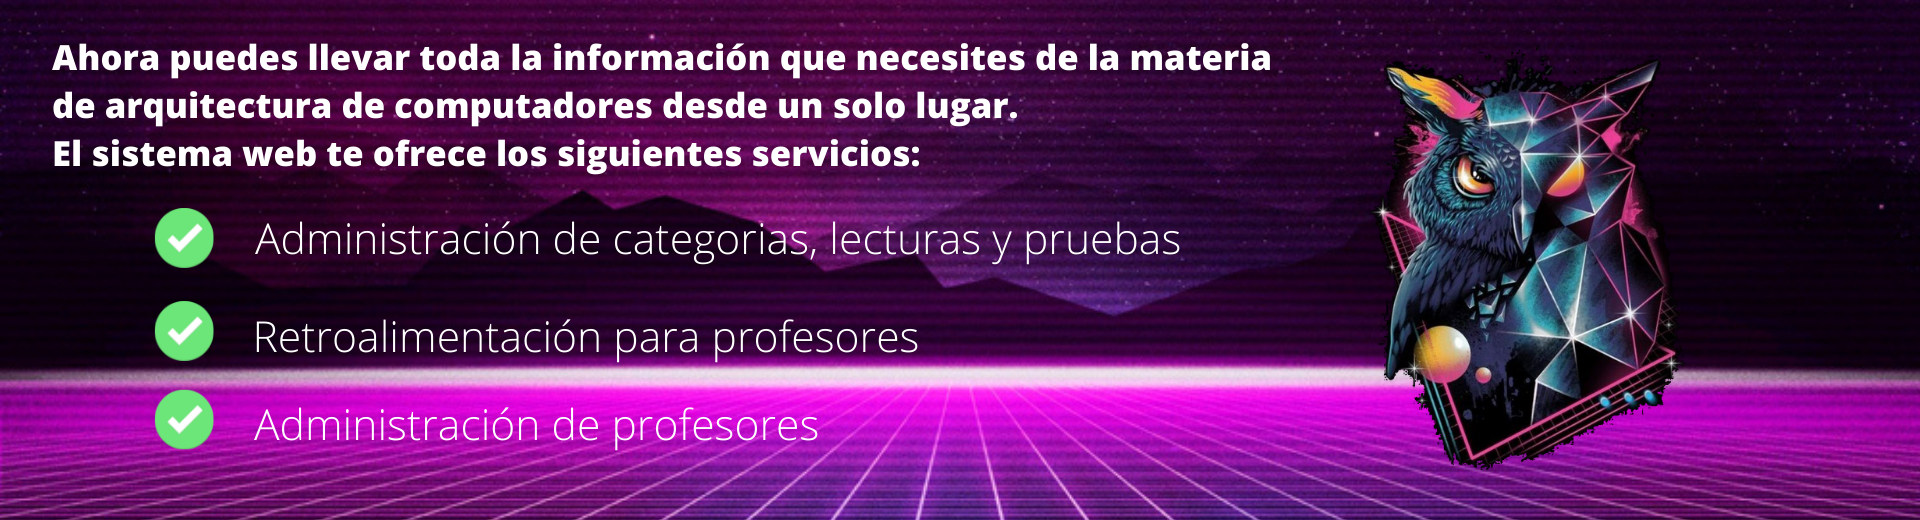 Ahora puedes llevar toda la información que necesites de la materia
de arquitectura de computadores desde un solo lugar.
El sistema web te ofrece los siguientes servicios:
Administración de categorias, lecturas y pruebas
Retroalimentación para profesores
Administración de profesores